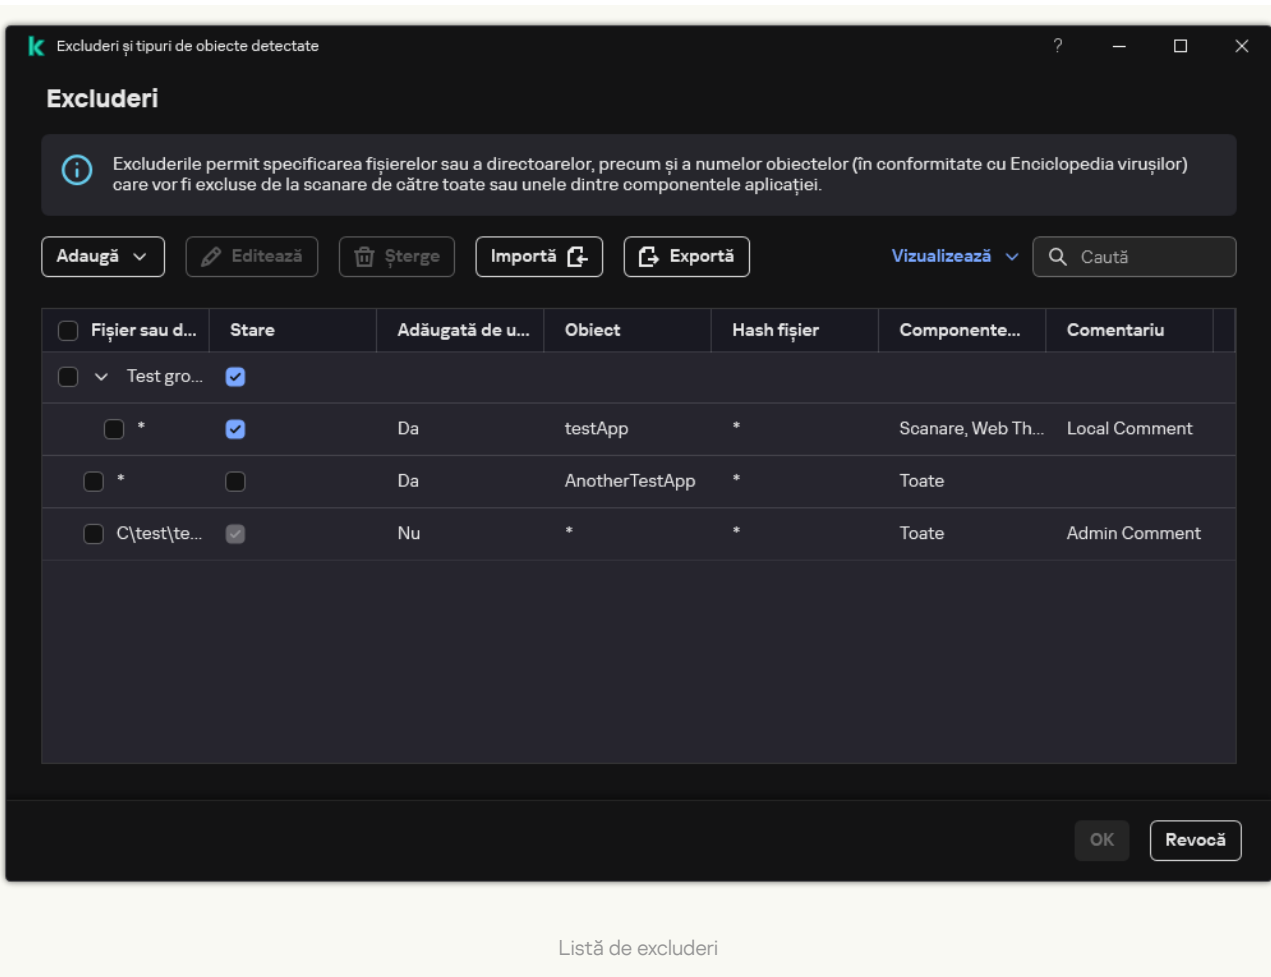 Excluderi și tipuri de obiecte detectate
?
Excluderi
Excluderile permit specificarea fișierelor sau a directoarelor, precum și a numelor obiectelor (în conformitate cu Enciclopedia virușilor)
care vor fi excluse de la scanare de către toate sau unele dintre componentele aplicației.
Adaugă Editează Șterge Importă Exportă Vizualizează Caută
Fișier sau d... Stare Adăugată de u... Obiect Hash fișier Componente... Comentariu
Test gro...
* Da testApp * Scanare, Web Th... Local Comment
* Da AnotherTestApp * Toate
C\test\te... Nu * * Toate Admin Comment
OK Revocă
Listă de excluderi